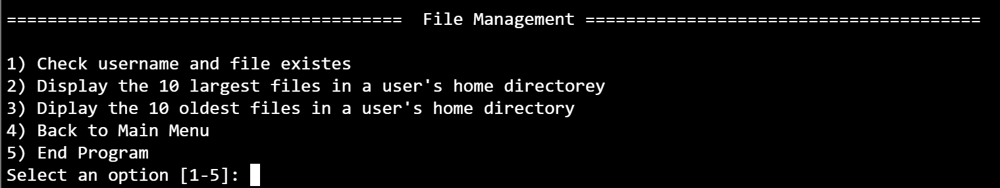 ======================================= File Management =======================================
1) Check username and file existes
2) Display the 10 largest files in a user's home directorey
3) Diplay the 10 oldest files in a user's home directory
4) Back to Main Menu
5) End Program
Select an option [1-5]: